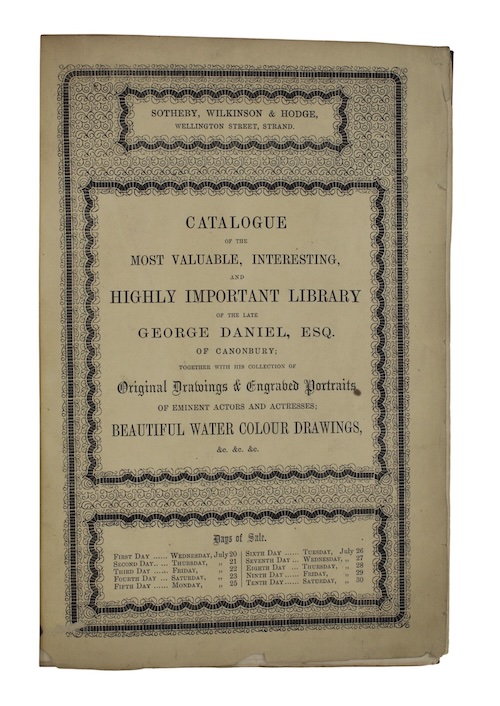 SOTHEBY, WILKINSON & HODGE,
WELLINGTON STREET, STRAND.
CATALOGUE
OF THE
MOST VALUABLE, INTERESTING,
AND
HIGHLY IMPORTANT LIBRARY
OF THE LATE
GEORGE DANIEL, ESQ.
OF CANONBURY;
TOGETHER WITH HIS COLLECTION OF
Original Drawings & Engraved Portraits
OF EMINENT ACTORS AND ACTRESSES;
BEAUTIFUL WATER COLOUR DRAWINGS,
&c. &c. &c.
Days of Sale.
FIRST DAY ...... WEDNESDAY, July 20
SECOND DAY... ... THURSDAY, „ 21
THIRD DAY ...... FRIDAY, „ 22
FOURTH DAY ... SATURDAY, „ 23
FIFTH DAY ...... MONDAY, „ 25
SIXTH DAY ...... TUESDAY, July 26
SEVENTH DAY ... WEDNESDAY, „ 27
EIGHTH DAY ...... THURSDAY, „ 28
NINTH DAY ...... FRIDAY, „ 29
TENTH DAY ...... SATURDAY, „ 30